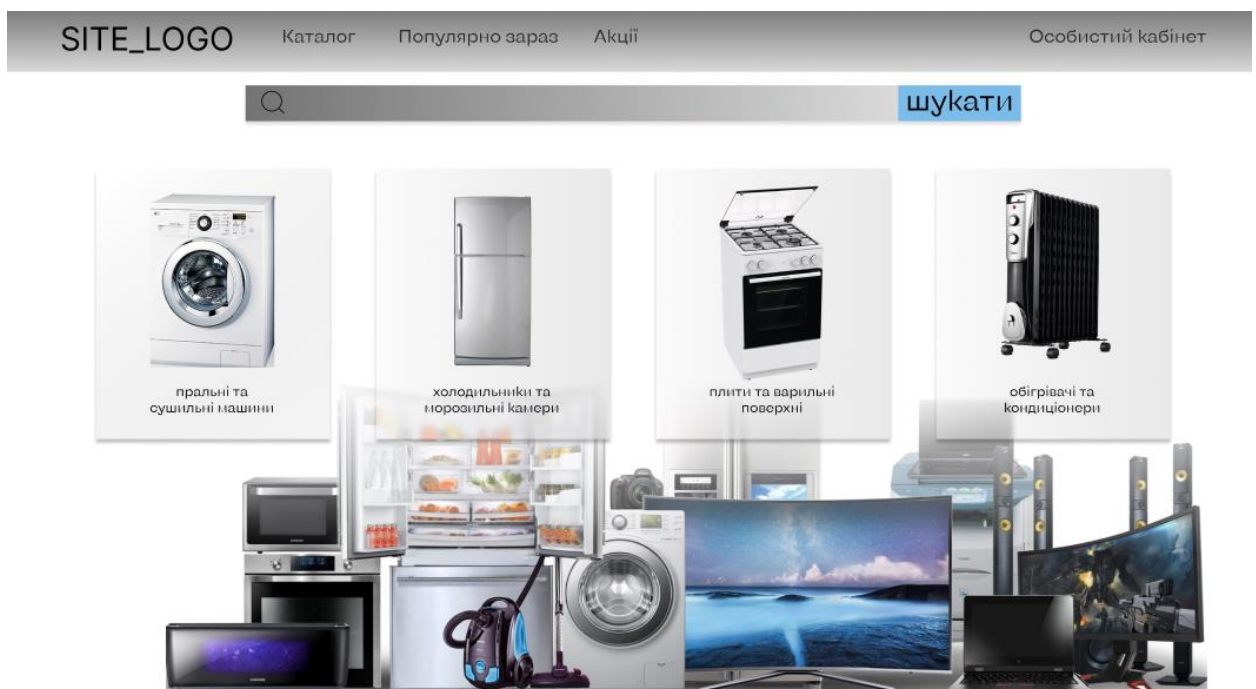 SITE_LOGO
Каталог
Популярно зараз
Акції
Особистий кабінет
шукати
пральні та
сушильні машини
холодильники та
морозильні камери
плити та варильні
поверхні
обігрівачі та
кондиціонери